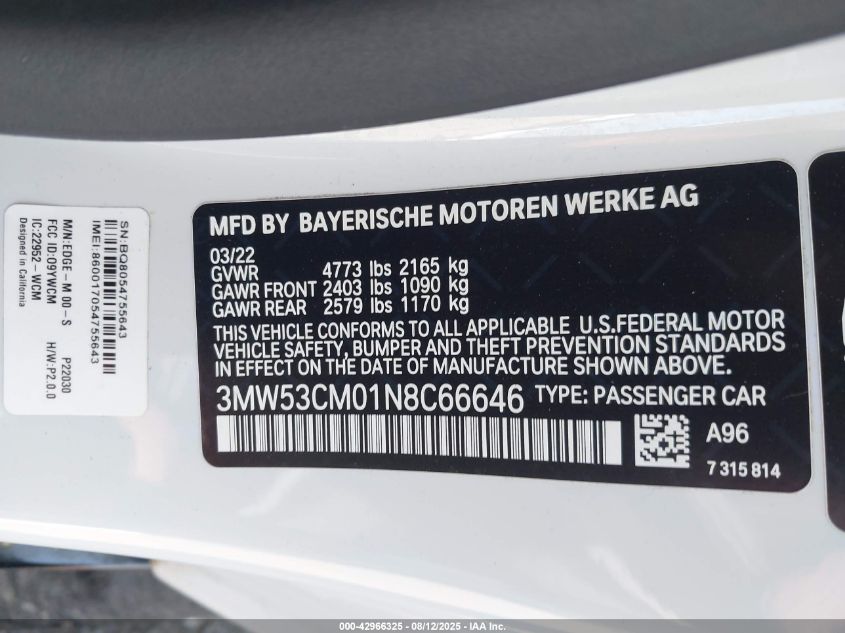 SN:BQ8054755643
IMEI:860017054755643
M/N:EDGE-M 00-S P22030
FCC ID:09YWCM H/W:P2.0.0
IC:22952-WCM
Designed in California
MFD BY BAYERISCHE MOTOREN WERKE AG
03/22
GVWR 4773 lbs 2165 kg
GAWR FRONT 2403 lbs 1090 kg
GAWR REAR 2579 lbs 1170 kg
THIS VEHICLE CONFORMS TO ALL APPLICABLE U.S.FEDERAL MOTOR
VEHICLE SAFETY, BUMPER AND THEFT PREVENTION STANDARDS
IN EFFECT ON THE DATE OF MANUFACTURE SHOWN ABOVE.
3MW53CM01N8C66646 TYPE: PASSENGER CAR
A96
7 315 814
000-42966325 - 08/12/2025 - IAA Inc.